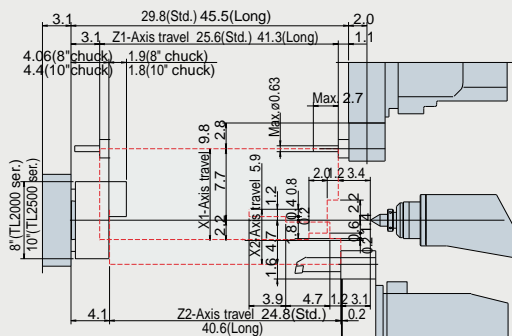 3.1 29.8(Std.) 45.5(Long) 2.0
3.1 Z1-Axis travel 25.6(Std.) 41.3(Long) 1.1
4.06(8"chuck) 1.9(8" chuck)
4.4(10"chuck) 1.8(10" chuck)
Max.ø0.63
Max. 2.7
X1-Axis travel 9.8
2.8
7.7
2.2
X2-Axis travel 5.9
1.2
4.7
1.6
0.4 0.8
0.2
2.0 1.2 3.4
2.2
0.6
0.2
8"(TL2000 ser.)
10"(TL2500 ser.)
3.9 4.7 1.2 3.1
4.1 Z2-Axis travel 24.8(Std.) 0.2
40.6(Long)